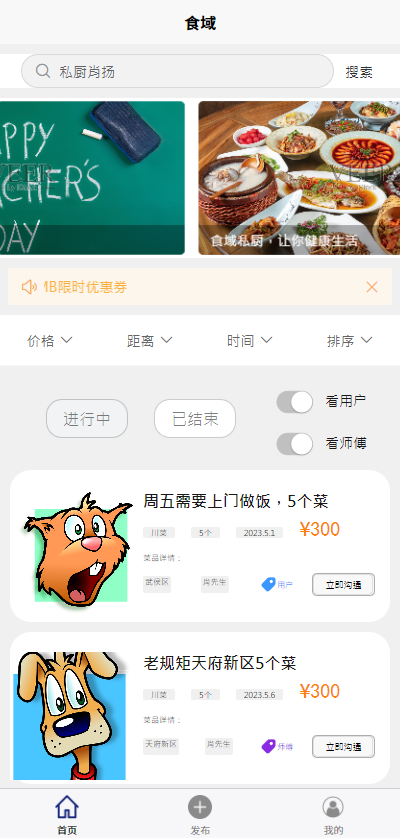 食域
私厨肖扬
搜索
APPY
EACHER'S
DAY
VEER
食域私厨，让你健康生活
VEER
MB限时优惠券
价格
距离
时间
排序
进行中
已结束
看用户
看师傅
周五需要上门做饭，5个菜
川菜
5个
2023.5.1
¥300
菜品详情：
武侯区
肖先生
用户
立即沟通
老规矩天府新区5个菜
川菜
5个
2023.5.6
¥300
菜品详情：
天府新区
肖先生
师傅
立即沟通
首页
发布
我的